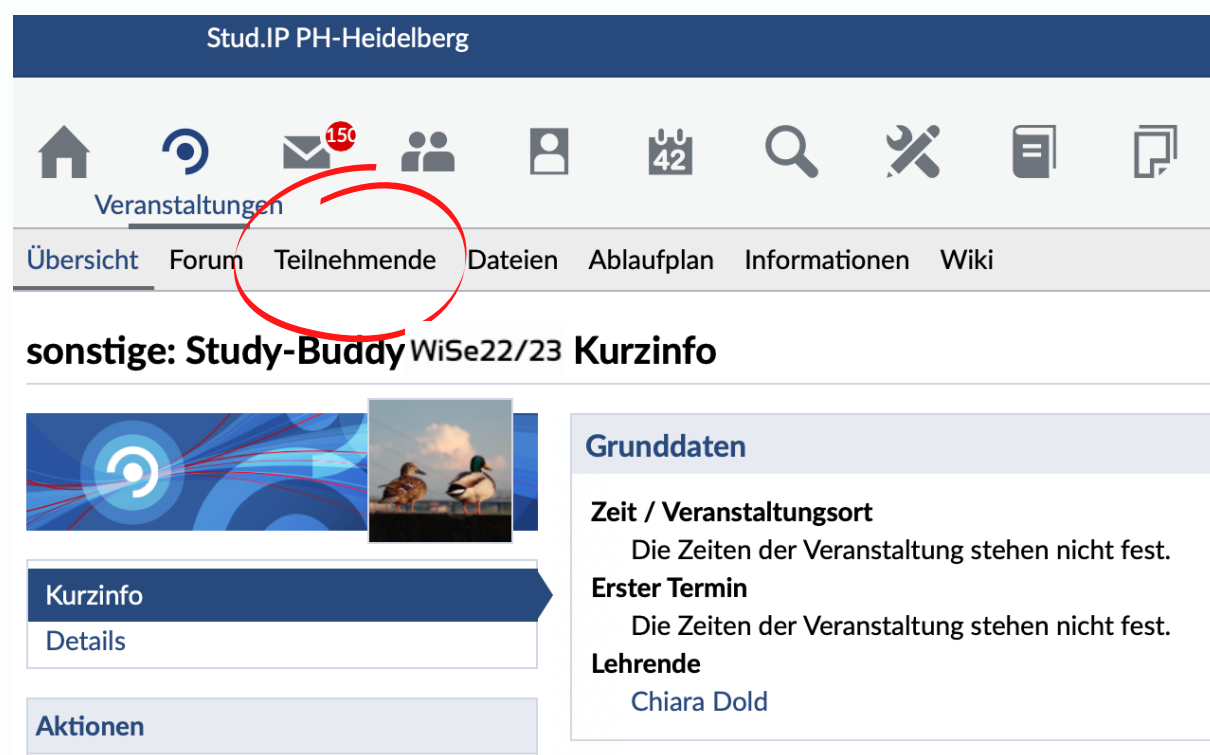 Stud.IP PH-Heidelberg
150
42
Veranstaltungen
Übersicht Forum Teilnehmende Dateien Ablaufplan Informationen Wiki
sonstige: Study-Buddy WiSe22/23 Kurzinfo
Grunddaten
Zeit / Veranstaltungsort
Die Zeiten der Veranstaltung stehen nicht fest.
Erster Termin
Die Zeiten der Veranstaltung stehen nicht fest.
Lehrende
Chiara Dold
Kurzinfo
Details
Aktionen